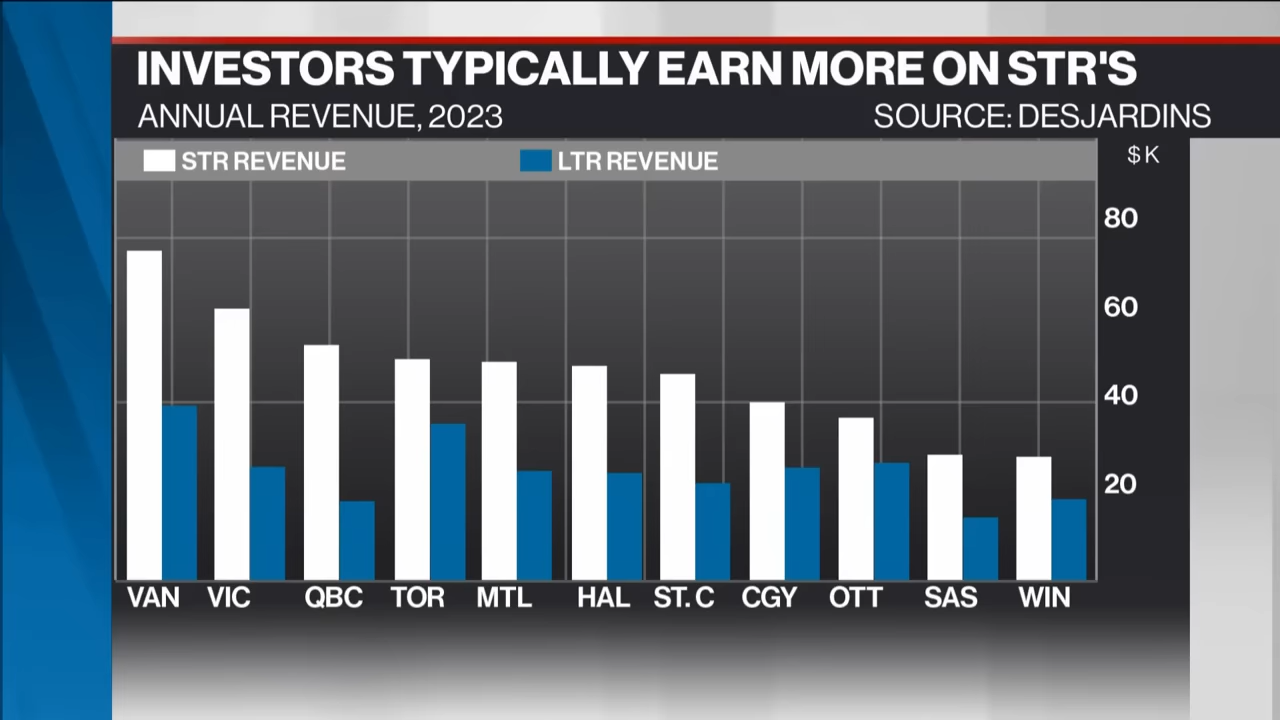 INVESTORS TYPICALLY EARN MORE ON STR'S
ANNUAL REVENUE, 2023 SOURCE: DESJARDINS
STR REVENUE LTR REVENUE $ K
80
60
40
20
VAN VIC QBC TOR MTL HAL ST. C CGY OTT SAS WIN